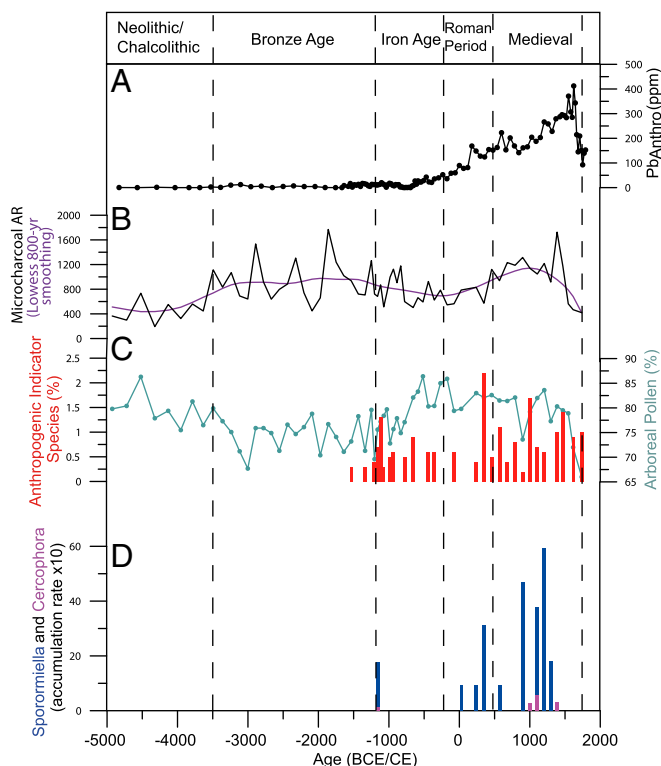 Neolithic/
Chalcolithic
Bronze Age
Iron Age
Roman
Period
Medieval
A
500
400
300
200
100
0
PbAnthro (ppm)
B
2000
1600
1200
800
400
0
Microcharcoal AR
(Lowess 800-yr
smoothing)
C
2.5
2
1.5
1
0.5
0
Anthropogenic Indicator
Species (%)
90
85
80
75
70
65
Arboreal Pollen (%)
D
60
40
20
0
Sporormiella and Cercophora
(accumulation rate x10)
-5000 -4000 -3000 -2000 -1000 0 1000 2000
Age (BCE/CE)